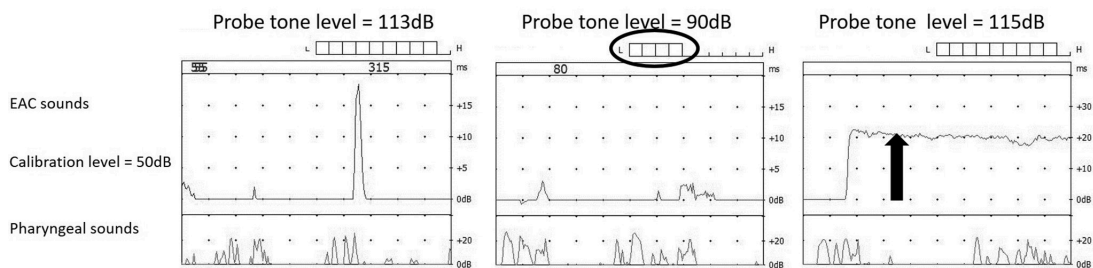 Probe tone level = 113dB
Probe tone level = 90dB
Probe tone level = 115dB
L H
L H
L H
315 ms
80 ms
ms
EAC sounds
Calibration level = 50dB
Pharyngeal sounds
+15
+10
+5
0dB
+20
0dB
+15
+10
+5
0dB
+20
0dB
+30
+20
+10
0dB
+20
0dB